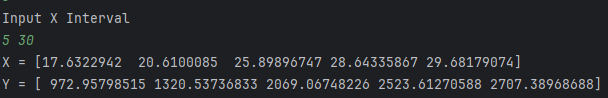 Input X Interval
5 30
X = [17.6322942  20.6100085  25.89896747 28.64335867 29.68179074]
Y = [ 972.95798515 1320.53736833 2069.06748226 2523.61270588 2707.38968688]